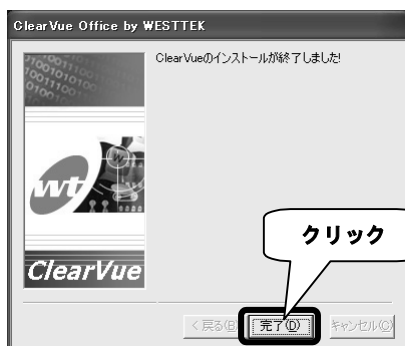 ClearVue Office by WESTTEK
ClearVueのインストールが終了しました!
wt
ClearVue
クリック
< 戻る(B)
完了(D)
キャンセル(C)